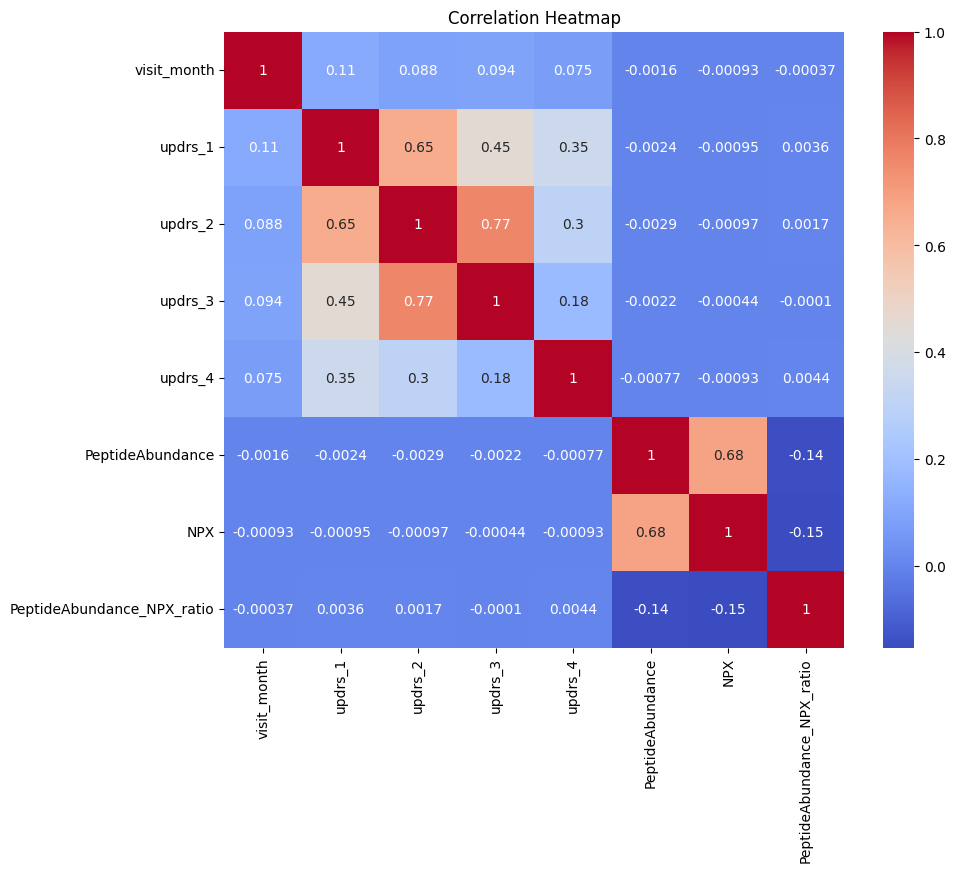 Correlation Heatmap
visit_month 1 0.11 0.088 0.094 0.075 -0.0016 -0.00093 -0.00037
updrs_1 0.11 1 0.65 0.45 0.35 -0.0024 -0.00095 0.0036
updrs_2 0.088 0.65 1 0.77 0.3 -0.0029 -0.00097 0.0017
updrs_3 0.094 0.45 0.77 1 0.18 -0.0022 -0.00044 -0.0001
updrs_4 0.075 0.35 0.3 0.18 1 -0.00077 -0.00093 0.0044
PeptideAbundance -0.0016 -0.0024 -0.0029 -0.0022 -0.00077 1 0.68 -0.14
NPX -0.00093 -0.00095 -0.00097 -0.00044 -0.00093 0.68 1 -0.15
PeptideAbundance_NPX_ratio -0.00037 0.0036 0.0017 -0.0001 0.0044 -0.14 -0.15 1
visit_month
updrs_1
updrs_2
updrs_3
updrs_4
PeptideAbundance
NPX
PeptideAbundance_NPX_ratio
1.0
0.8
0.6
0.4
0.2
0.0